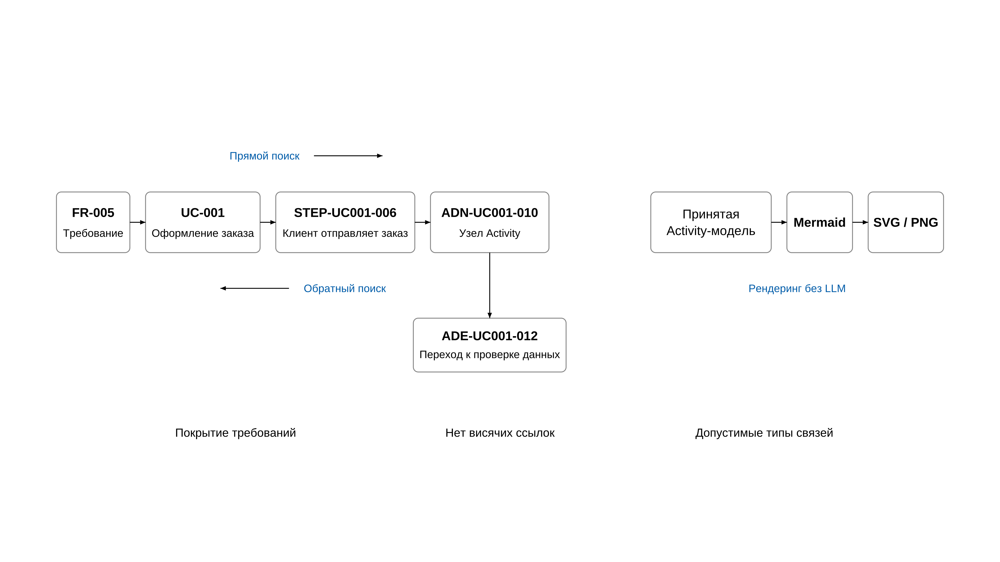 Прямой поиск
FR-005
Требование
UC-001
Оформление заказа
STEP-UC001-006
Клиент отправляет заказ
ADN-UC001-010
Узел Activity
Принятая
Activity-модель
Mermaid
SVG / PNG
Обратный поиск
Рендеринг без LLM
ADE-UC001-012
Переход к проверке данных
Покрытие требований
Нет висячих ссылок
Допустимые типы связей